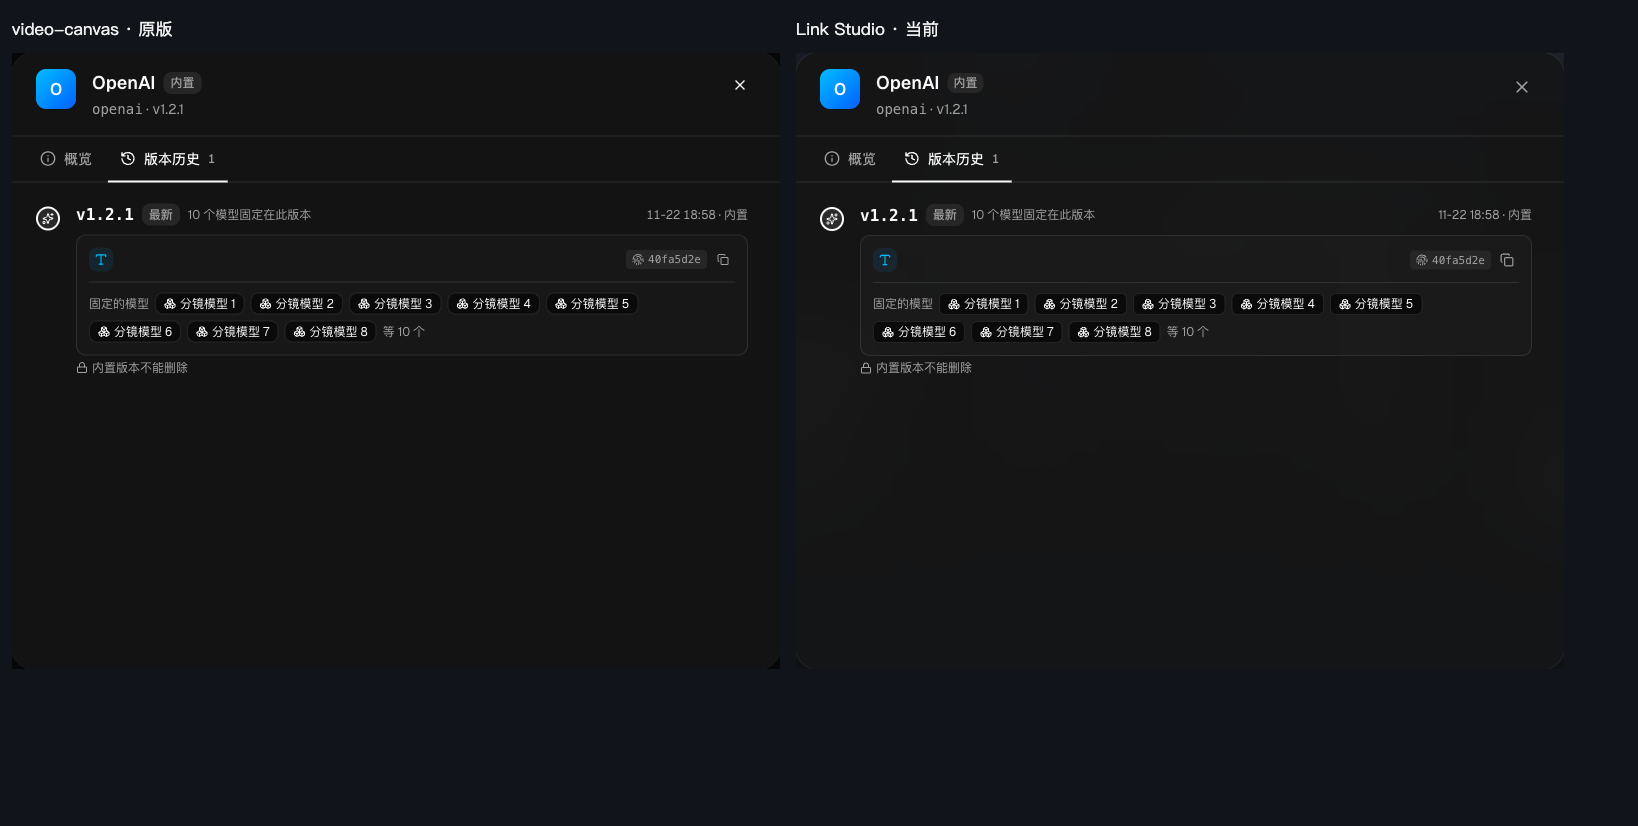 video-canvas · 原版
O
OpenAI 内置
openai · v1.2.1
概览 版本历史 1
v1.2.1 最新 10 个模型固定在此版本 11-22 18:58 · 内置
T 40fa5d2e
固定的模型 分镜模型 1 分镜模型 2 分镜模型 3 分镜模型 4 分镜模型 5
分镜模型 6 分镜模型 7 分镜模型 8 等 10 个
内置版本不能删除
Link Studio · 当前
O
OpenAI 内置
openai · v1.2.1
概览 版本历史 1
v1.2.1 最新 10 个模型固定在此版本 11-22 18:58 · 内置
T 40fa5d2e
固定的模型 分镜模型 1 分镜模型 2 分镜模型 3 分镜模型 4 分镜模型 5
分镜模型 6 分镜模型 7 分镜模型 8 等 10 个
内置版本不能删除